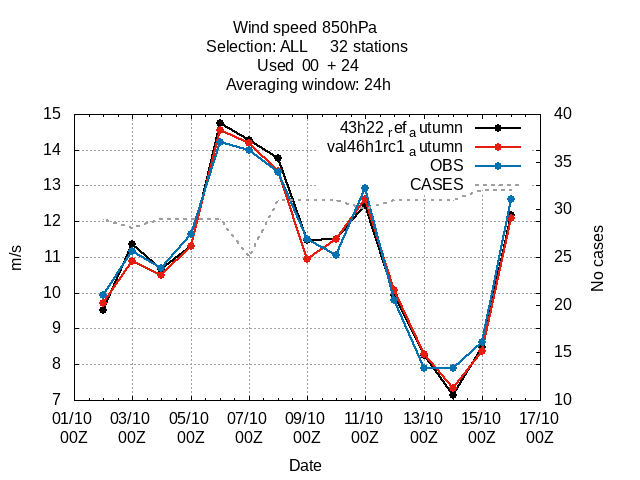 Wind speed 850hPa
Selection: ALL 32 stations
Used 00 + 24
Averaging window: 24h
15 40
14
13 35
12 30
11 25
10 20
9
8 15
7 10
m/s
No cases
43h22 refa utumn
val46h1rc1 a utumn
OBS
CASES
01/10 03/10 05/10 07/10 09/10 11/10 13/10 15/10 17/10
00Z 00Z 00Z 00Z 00Z 00Z 00Z 00Z 00Z
Date